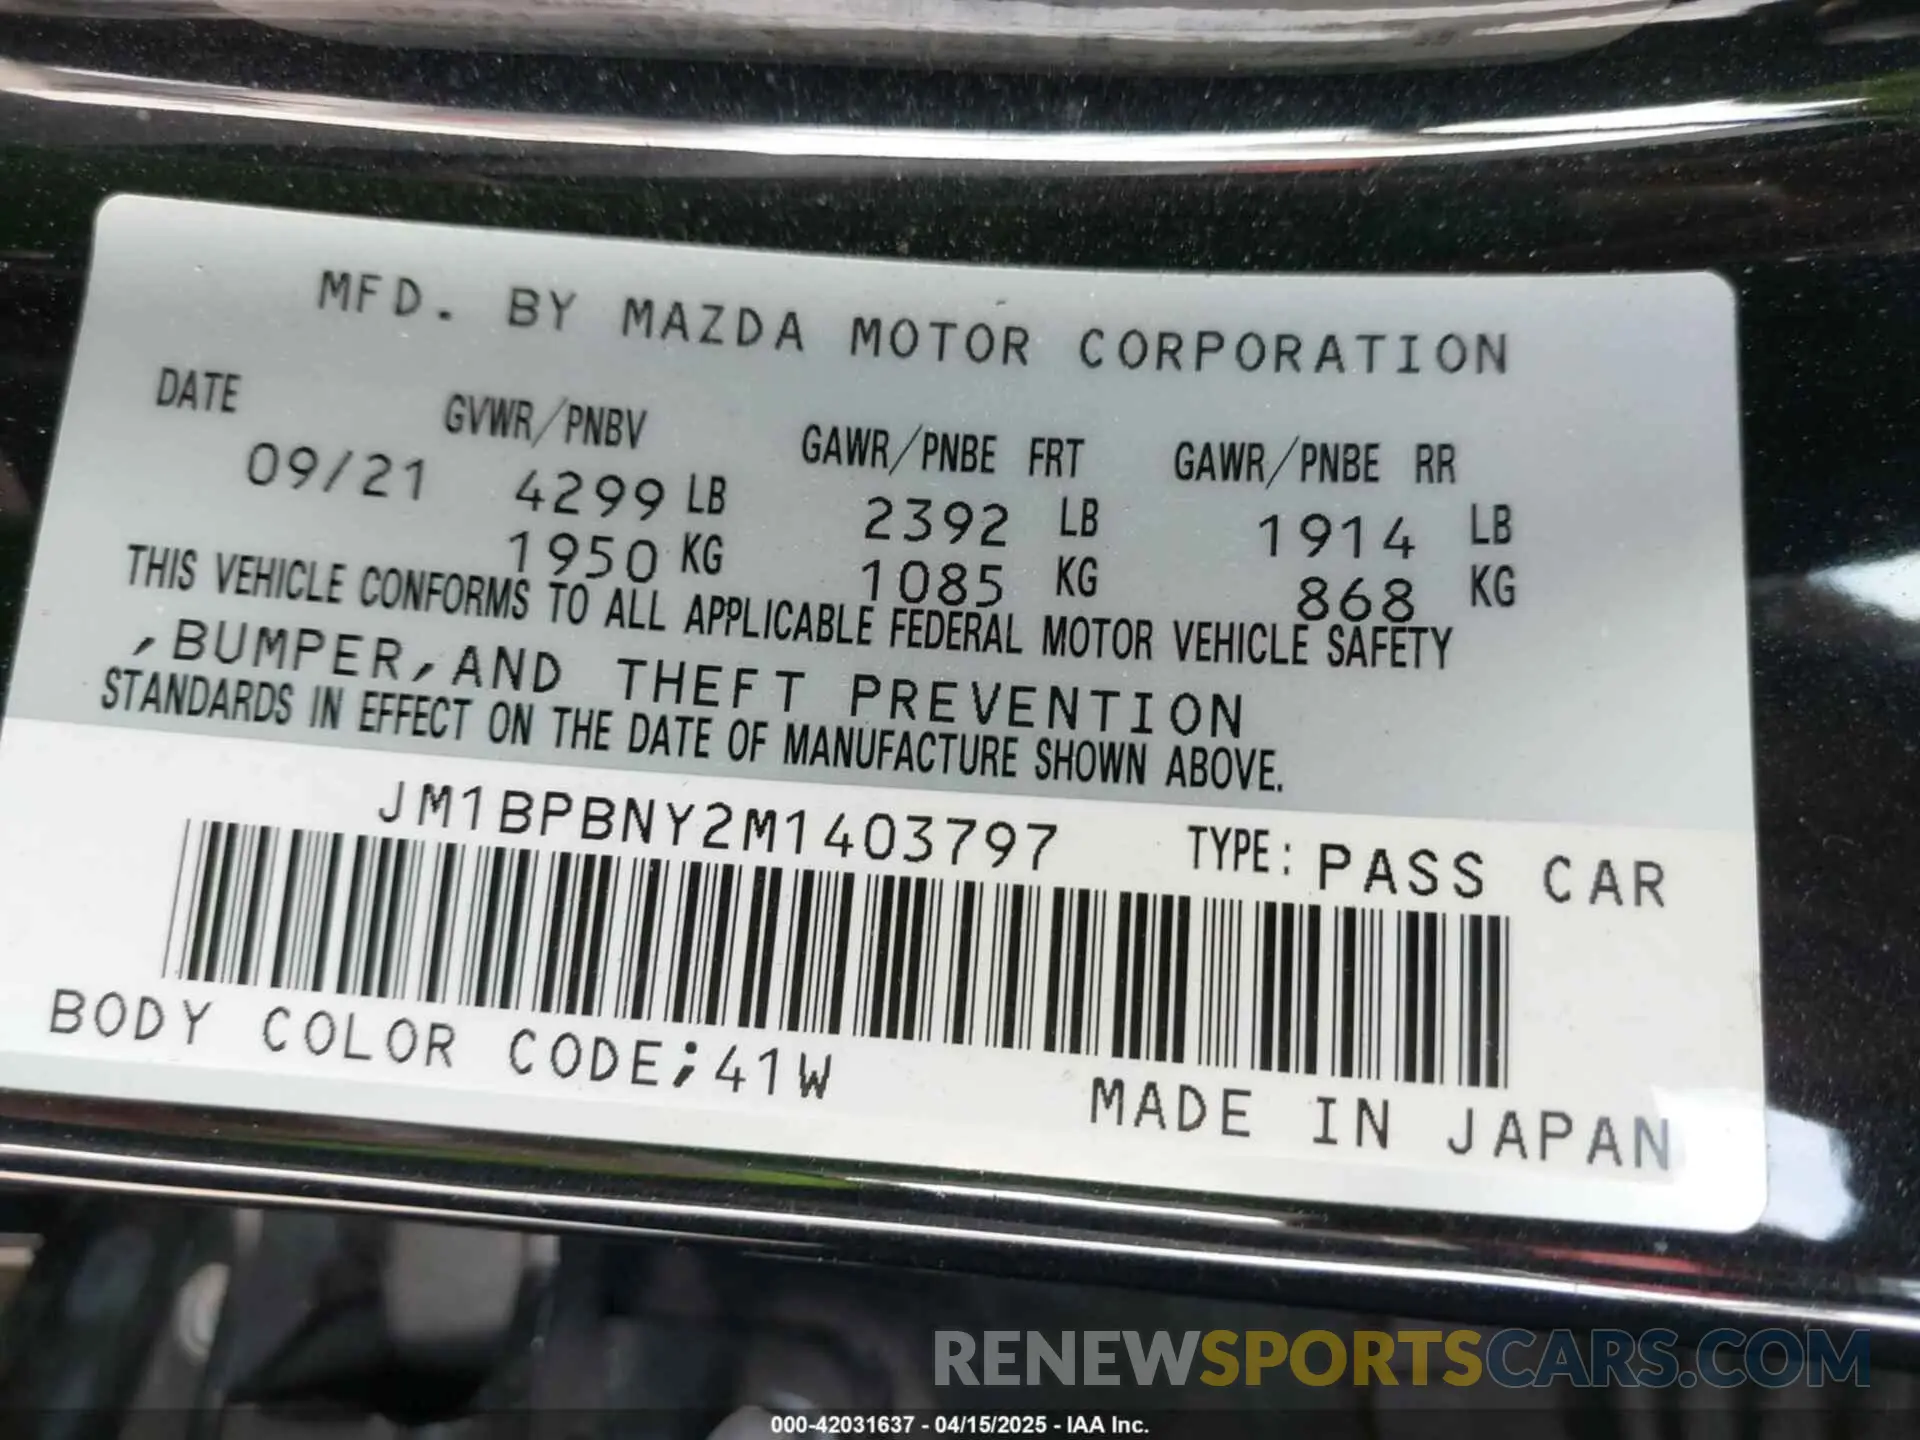 MFD. BY MAZDA MOTOR CORPORATION
DATE GVWR/PNBV GAWR/PNBE FRT GAWR/PNBE RR
09/21 4299 LB 2392 LB 1914 LB
1950 KG 1085 KG 868 KG
THIS VEHICLE CONFORMS TO ALL APPLICABLE FEDERAL MOTOR VEHICLE SAFETY
,BUMPER,AND THEFT PREVENTION
STANDARDS IN EFFECT ON THE DATE OF MANUFACTURE SHOWN ABOVE.
JM1BPBNY2M1403797 TYPE: PASS CAR
BODY COLOR CODE;41W
MADE IN JAPAN
RENEWSPORTSCARS.COM
000-42031637 - 04/15/2025 - IAA Inc.